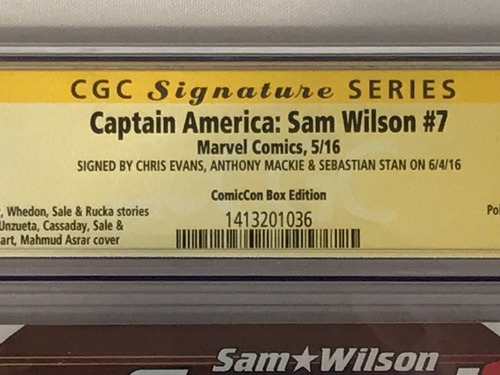 CGC Signature SERIES
Captain America: Sam Wilson #7
Marvel Comics, 5/16
SIGNED BY CHRIS EVANS, ANTHONY MACKIE & SEBASTIAN STAN ON 6/4/16
ComicCon Box Edition
, Whedon, Sale & Rucka stories
1413201036
Unzueta, Cassaday, Sale &
art, Mahmud Asrar cover
Sam★Wilson